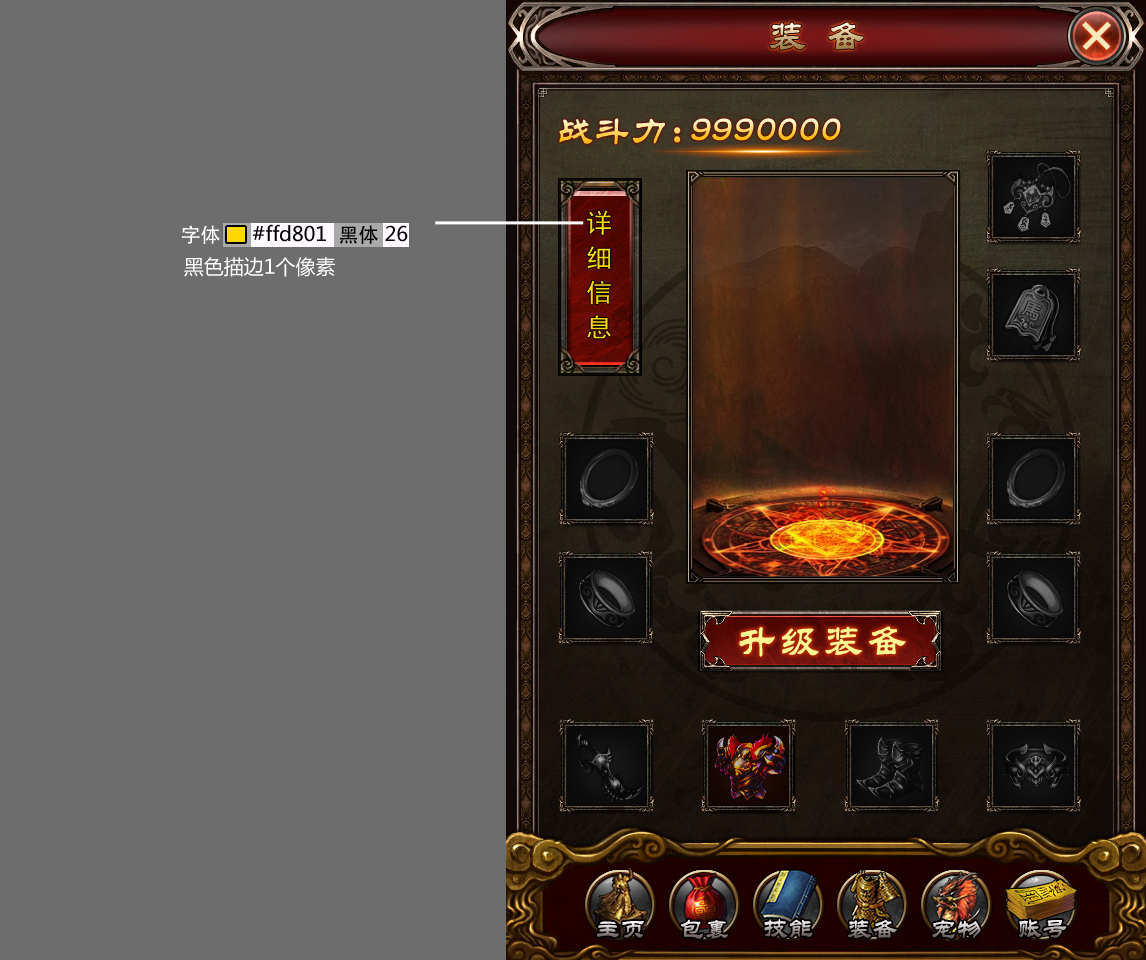 装备
战斗力:9990000
详细信息
字体 #ffd801 黑体 26
黑色描边1个像素
升级装备
主页
包裹
技能
装备
宠物
账号